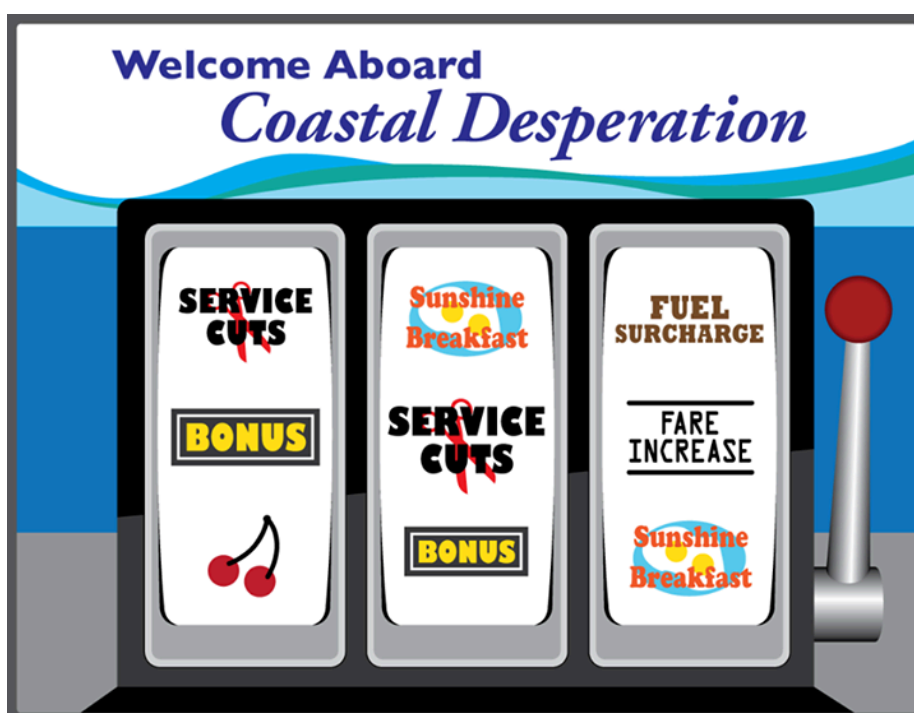 Welcome Aboard
Coastal Desperation
SERVICE
CUTS
BONUS
Sunshine
Breakfast
SERVICE
CUTS
BONUS
FUEL
SURCHARGE
FARE
INCREASE
Sunshine
Breakfast